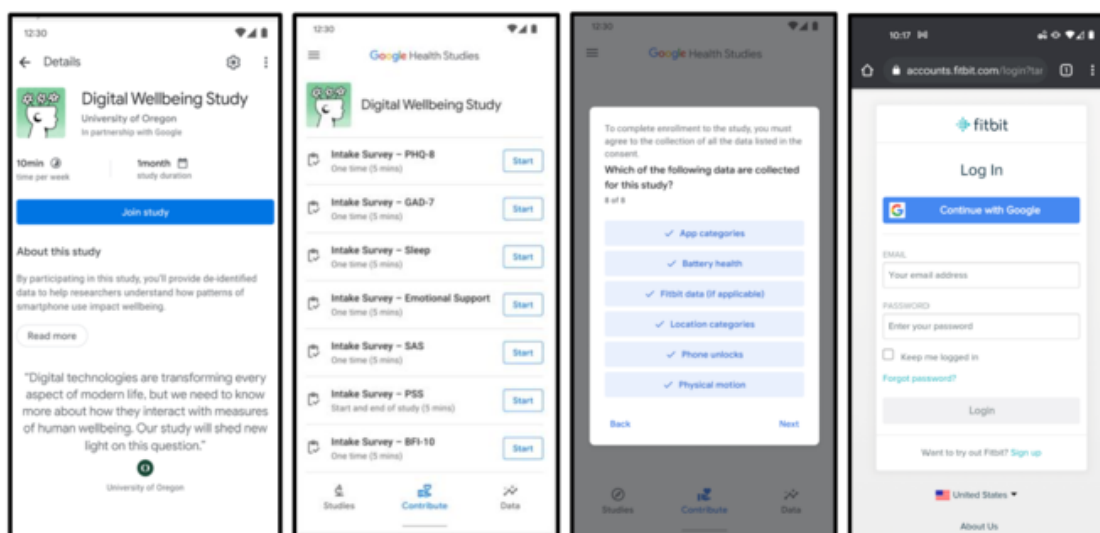 12:30
Details
Digital Wellbeing Study
University of Oregon
In partnership with Google
10min
time per week
1month
study duration
Join study
About this study
By participating in this study, you'll provide de-identified
data to help researchers understand how patterns of
smartphone use impact wellbeing.
Read more
"Digital technologies are transforming every
aspect of modern life, but we need to know
more about how they interact with measures
of human wellbeing. Our study will shed new
light on this question."
O
University of Oregon
12:30
Google Health Studies
Digital Wellbeing Study
Intake Survey – PHQ-8
One time (5 mins)
Start
Intake Survey – GAD-7
One time (5 mins)
Start
Intake Survey – Sleep
One time (5 mins)
Start
Intake Survey – Emotional Support
One time (5 mins)
Start
Intake Survey – SAS
One time (5 mins)
Start
Intake Survey – PSS
Start and end of study (5 mins)
Start
Intake Survey – BFI-10
One time (5 mins)
Start
Studies
Contribute
Data
12:30
Google Health Studies
To complete enrollment to the study, you must
agree to the collection of all the data listed in the
consent.
Which of the following data are collected
for this study?
8 of 8
App categories
Battery health
Fitbit data (if applicable)
Location categories
Phone unlocks
Physical motion
Back
Next
Studies
Contribute
Data
10:17
accounts.fitbit.com/login?tar
1
fitbit
Log In
G
Continue with Google
EMAIL
Your email address
PASSWORD
Enter your password
Keep me logged in
Forgot password?
Login
Want to try out Fitbit? Sign up
United States
About Us